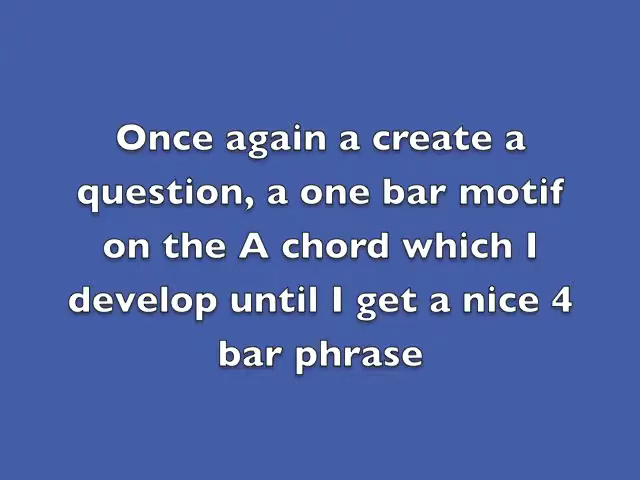 Once again a create a
question, a one bar motif
on the A chord which I
develop until I get a nice 4
bar phrase